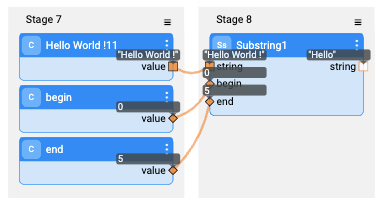 Stage 7
C Hello World !11
"Hello World !"
value
C begin
0
value
C end
5
value
Stage 8
Ss Substring1
"Hello World !" "Hello"
string string
0
begin
5
end